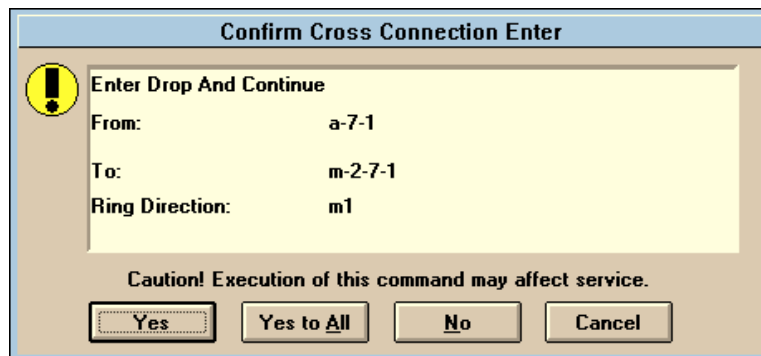 Confirm Cross Connection Enter
Enter Drop And Continue
From: a-7-1
To: m-2-7-1
Ring Direction: m1
Caution! Execution of this command may affect service.
Yes Yes to All No Cancel